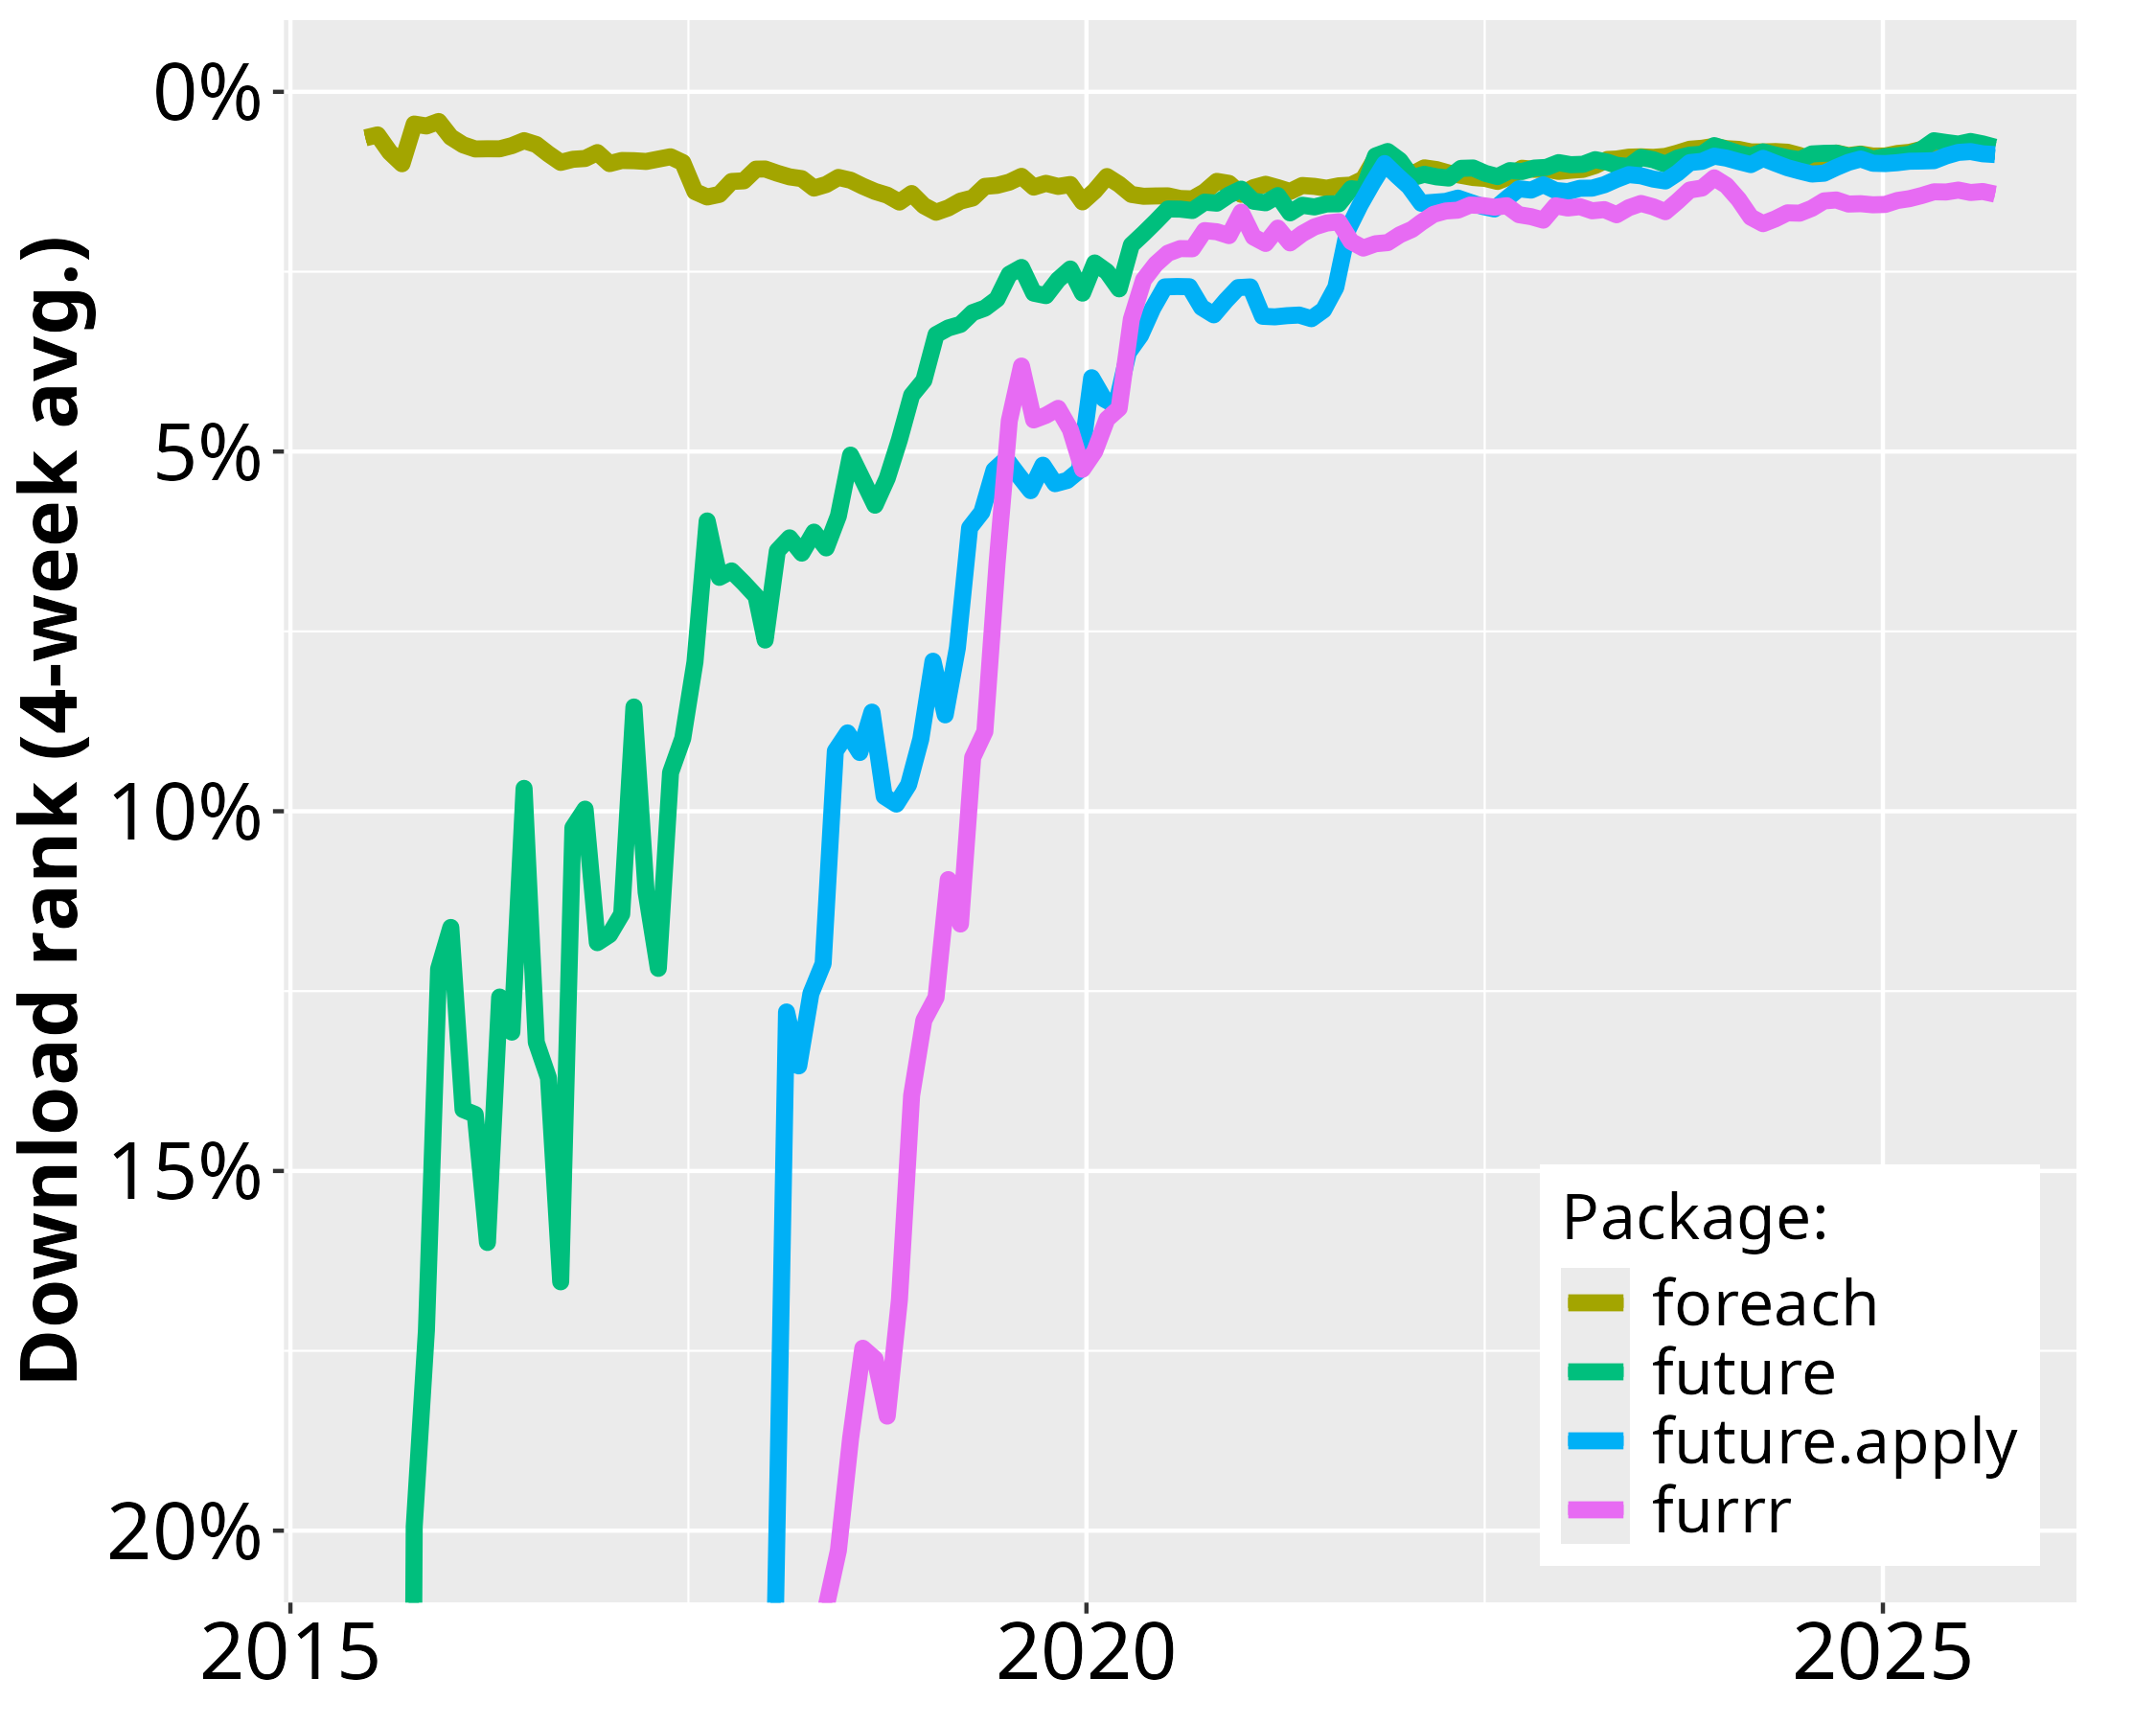 Download rank (4-week avg.)
0%
5%
10%
15%
20%
2015
2020
2025
Package:
foreach
future
future.apply
furrr